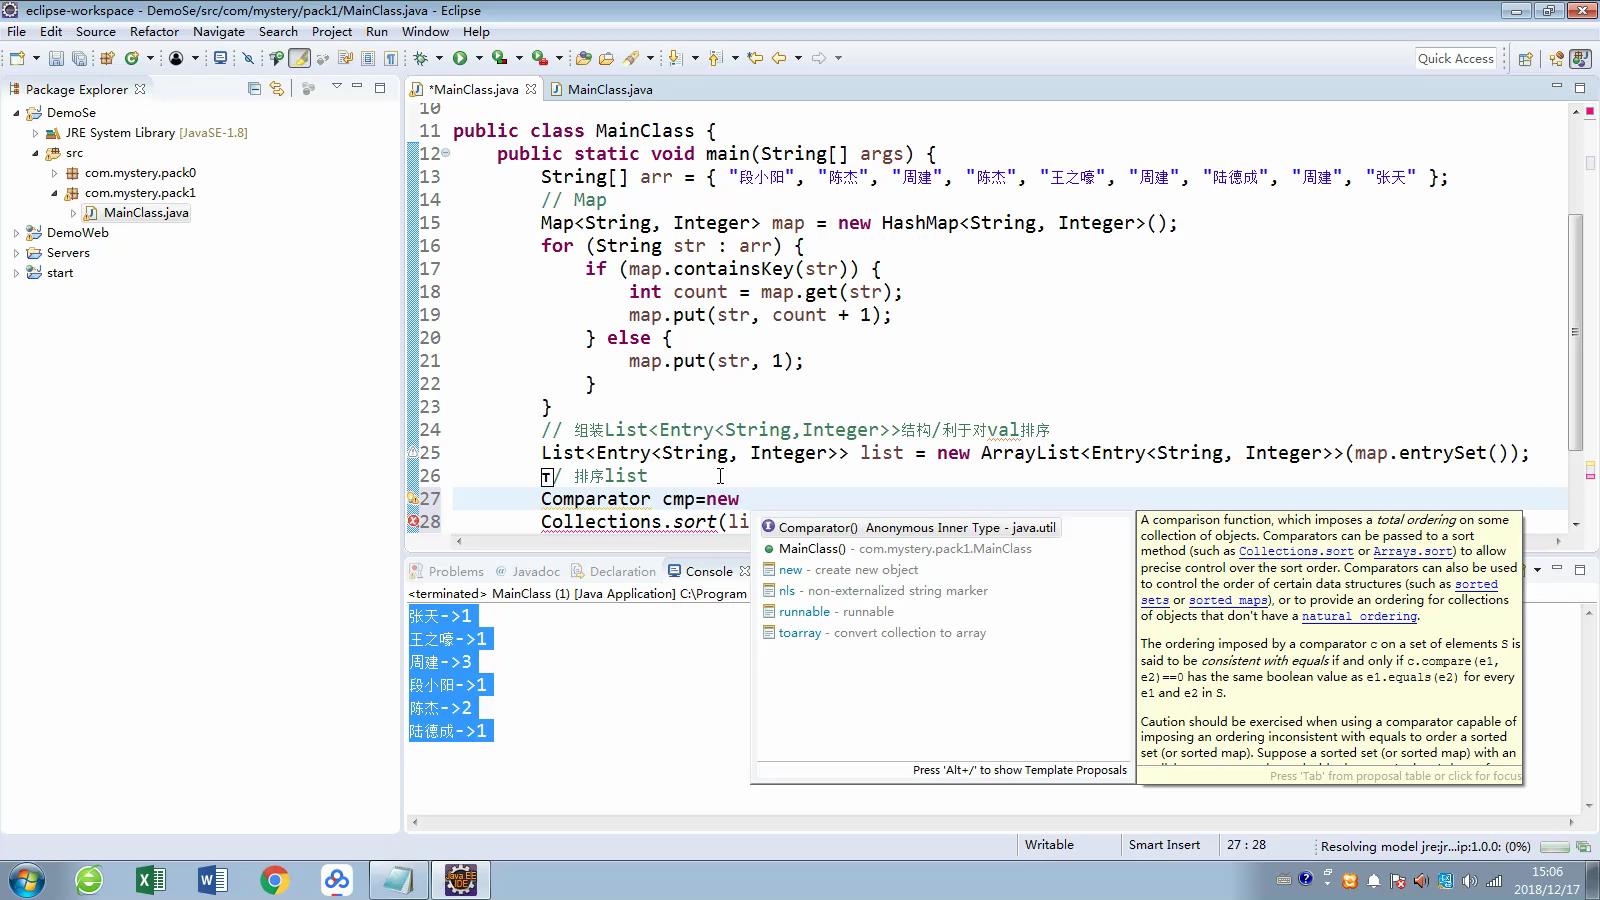 eclipse-workspace - DemoSe/src/com/mystery/pack1/MainClass.java - Eclipse
File Edit Source Refactor Navigate Search Project Run Window Help
Quick Access
Package Explorer
DemoSe
JRE System Library [JavaSE-1.8]
src
com.mystery.pack0
com.mystery.pack1
MainClass.java
DemoWeb
Servers
start
*MainClass.java MainClass.java
10
11 public class MainClass {
12 public static void main(String[] args) {
13 String[] arr = { "段小阳", "陈杰", "周建", "陈杰", "王之嚎", "周建", "陆德成", "周建", "张天" };
14 // Map
15 Map<String, Integer> map = new HashMap<String, Integer>();
16 for (String str : arr) {
17 if (map.containsKey(str)) {
18 int count = map.get(str);
19 map.put(str, count + 1);
20 } else {
21 map.put(str, 1);
22 }
23 }
24 // 组装List<Entry<String,Integer>>结构/利于对val排序
25 List<Entry<String, Integer>> list = new ArrayList<Entry<String, Integer>>(map.entrySet());
26 T/ 排序list
27 Comparator cmp=new
28 Collections.sort(li
Comparator() Anonymous Inner Type - java.util
MainClass() - com.mystery.pack1.MainClass
new - create new object
nls - non-externalized string marker
runnable - runnable
toarray - convert collection to array
Press 'Alt+/' to show Template Proposals
A comparison function, which imposes a total ordering on some
collection of objects. Comparators can be passed to a sort
method (such as Collections.sort or Arrays.sort) to allow
precise control over the sort order. Comparators can also be used
to control the order of certain data structures (such as sorted
sets or sorted maps), or to provide an ordering for collections
of objects that don't have a natural ordering.
The ordering imposed by a comparator c on a set of elements S is
said to be consistent with equals if and only if c.compare(e1,
e2)==0 has the same boolean value as e1.equals(e2) for every
e1 and e2 in S.
Caution should be exercised when using a comparator capable of
imposing an ordering inconsistent with equals to order a sorted
set (or sorted map). Suppose a sorted set (or sorted map) with an
Press 'Tab' from proposal table or click for focus
Problems @ Javadoc Declaration Console
<terminated> MainClass (1) [Java Application] C:\Program
张天->1
王之嚎->1
周建->3
段小阳->1
陈杰->2
陆德成->1
Writable Smart Insert 27 : 28 Resolving model jre:jr...ip:1.0.0: (0%)
15:06
2018/12/17